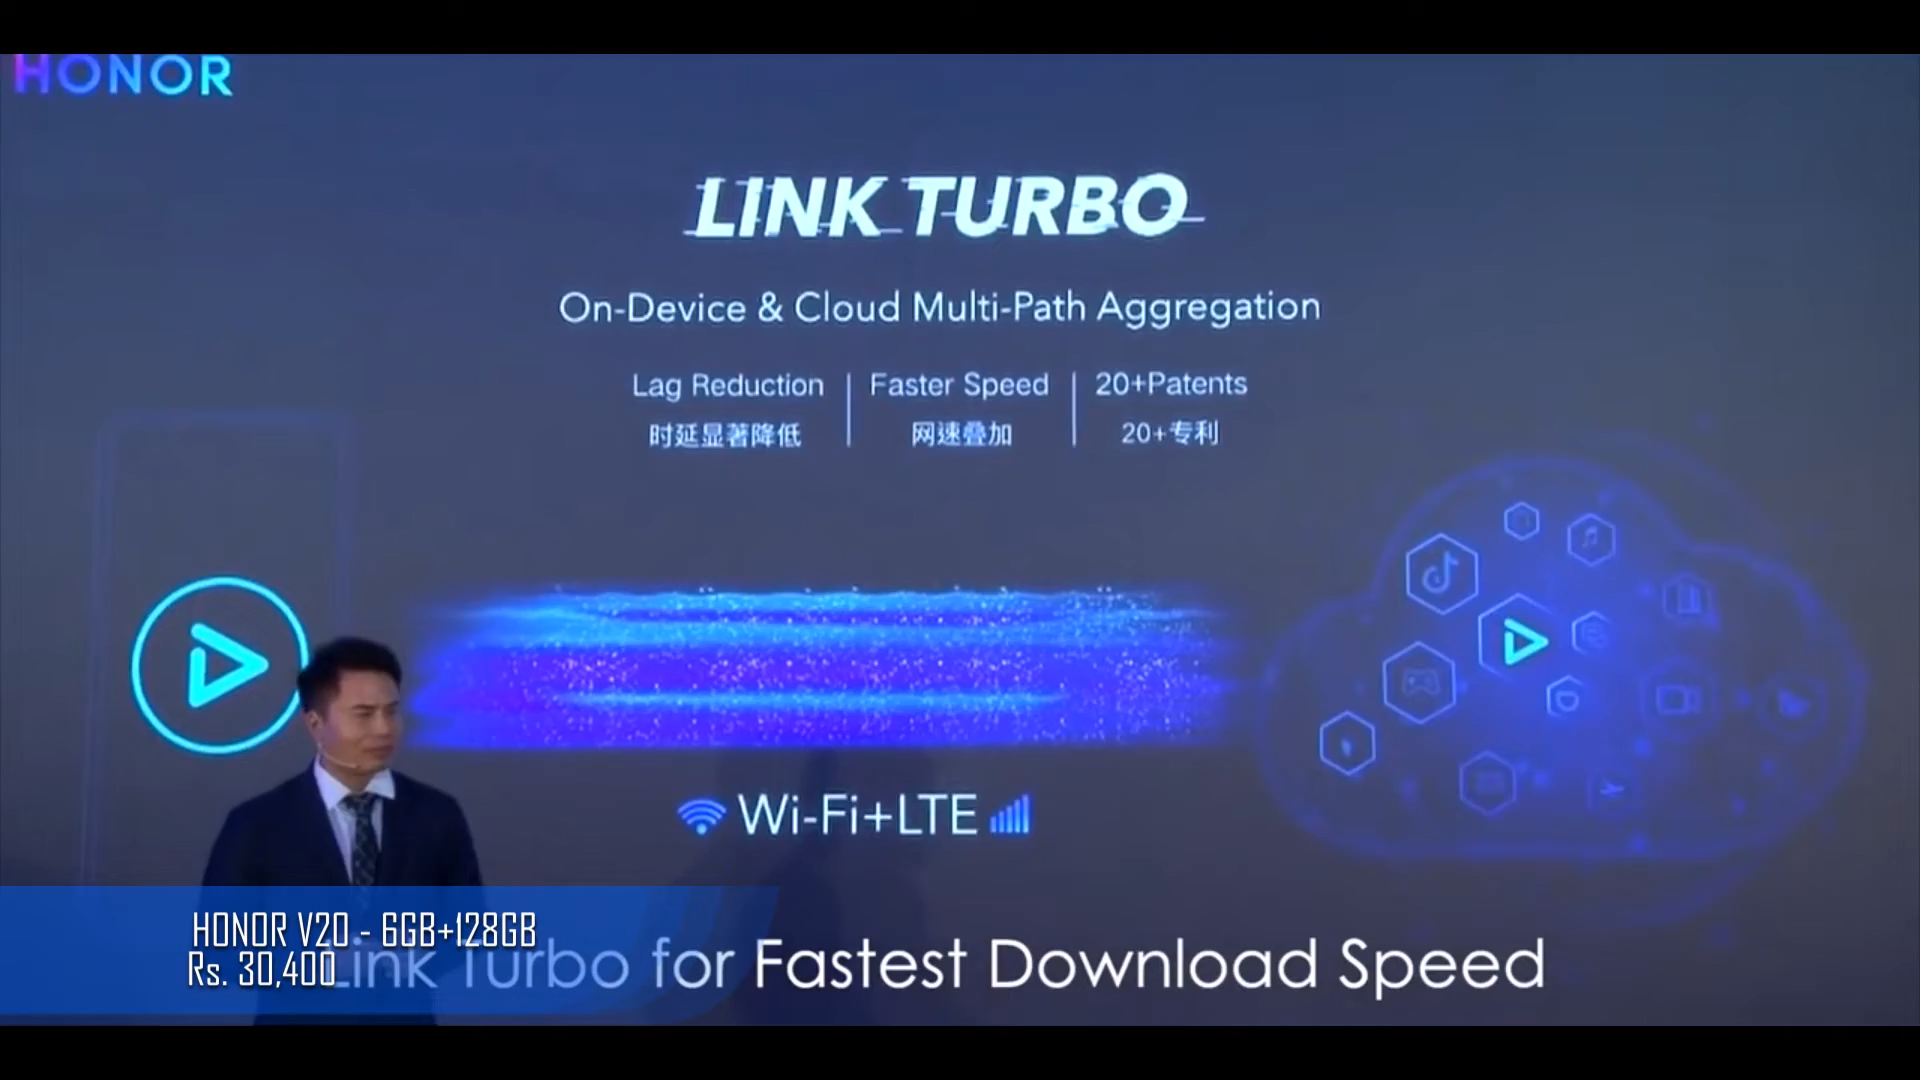 HONOR
LINK TURBO
On-Device & Cloud Multi-Path Aggregation
Lag Reduction
Faster Speed
20+Patents
时延显著降低
网速叠加
20+专利
Wi-Fi+LTE
HONOR V20 - 6GB+128GB
Rs. 30,400
Link Turbo for Fastest Download Speed